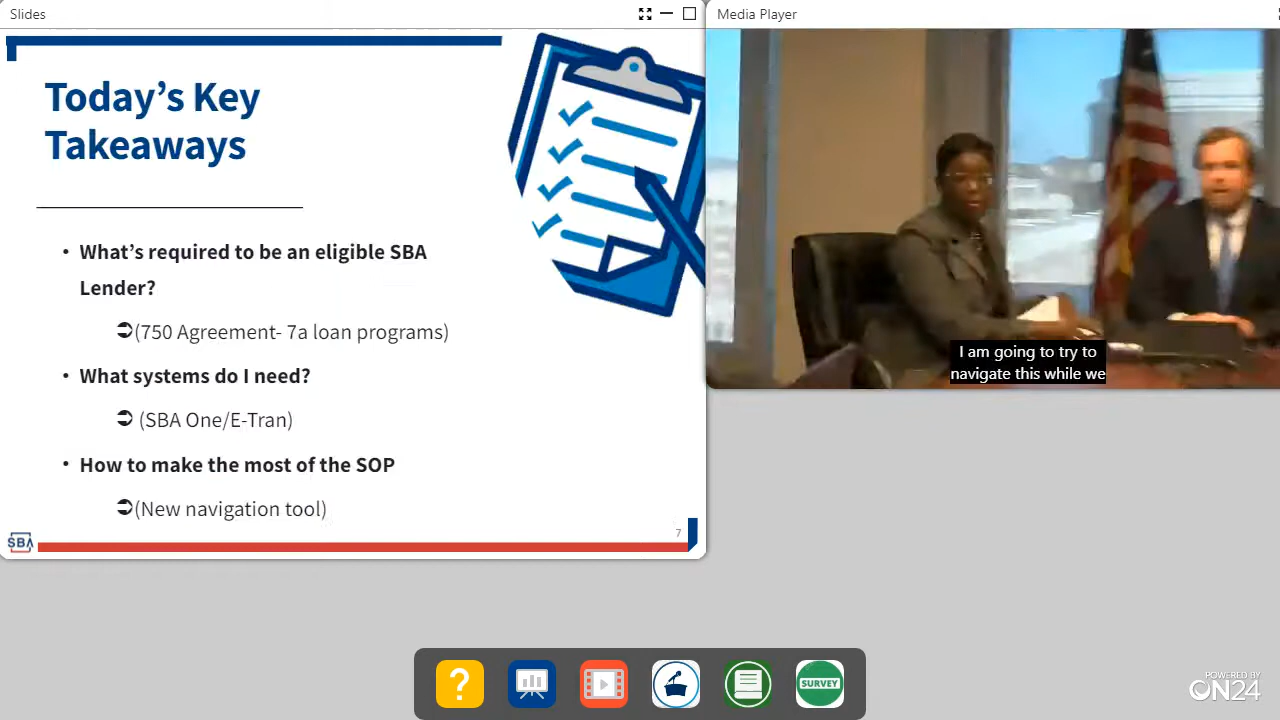 Slides
Media Player
Today's Key
Takeaways
• What's required to be an eligible SBA
Lender?
➲(750 Agreement- 7a loan programs)
• What systems do I need?
➲ (SBA One/E-Tran)
• How to make the most of the SOP
➲(New navigation tool)
7
SBA
I am going to try to
navigate this while we
?
SURVEY
POWERED BY
ON24